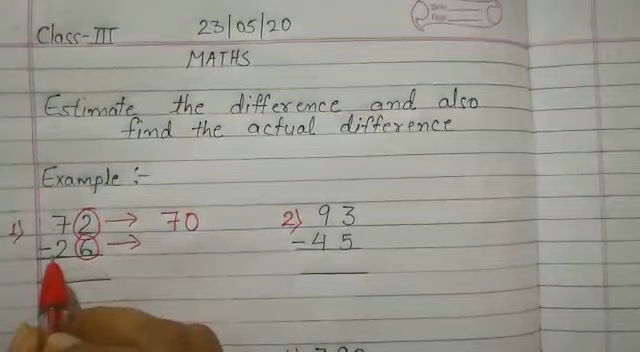 Class-III 23/05/20
MATHS
Estimate the difference and also
find the actual difference
Example :-
1) 72 → 70 2) 93
-26 → -45